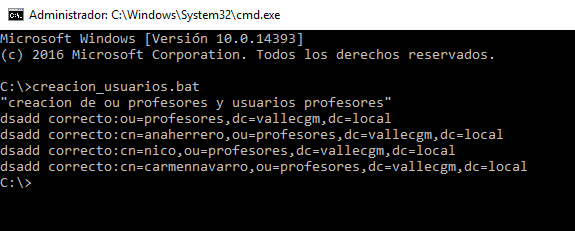 Administrador: C:\Windows\System32\cmd.exe
Microsoft Windows [Versión 10.0.14393]
(c) 2016 Microsoft Corporation. Todos los derechos reservados.
C:\>creacion_usuarios.bat
"creacion de ou profesores y usuarios profesores"
dsadd correcto:ou=profesores,dc=vallecgm,dc=local
dsadd correcto:cn=anaherrero,ou=profesores,dc=vallecgm,dc=local
dsadd correcto:cn=nico,ou=profesores,dc=vallecgm,dc=local
dsadd correcto:cn=carmennavarro,ou=profesores,dc=vallecgm,dc=local
C:\>